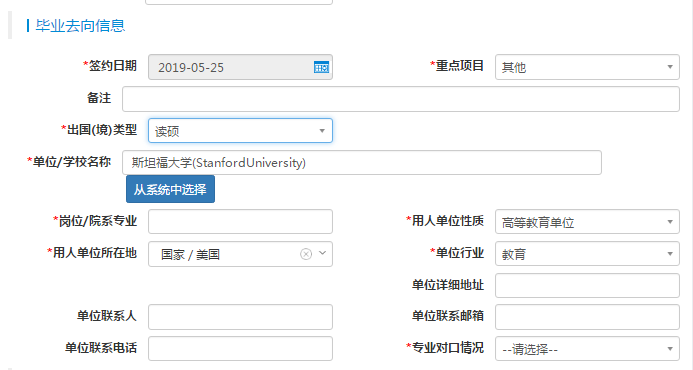 毕业去向信息
*签约日期 2019-05-25 *重点项目 其他
备注
*出国(境)类型 读硕
*单位/学校名称 斯坦福大学(StanfordUniversity)
从系统中选择
*岗位/院系专业 *用人单位性质 高等教育单位
*用人单位所在地 国家 / 美国 *单位行业 教育
单位详细地址
单位联系人 单位联系邮箱
单位联系电话 *专业对口情况 --请选择--